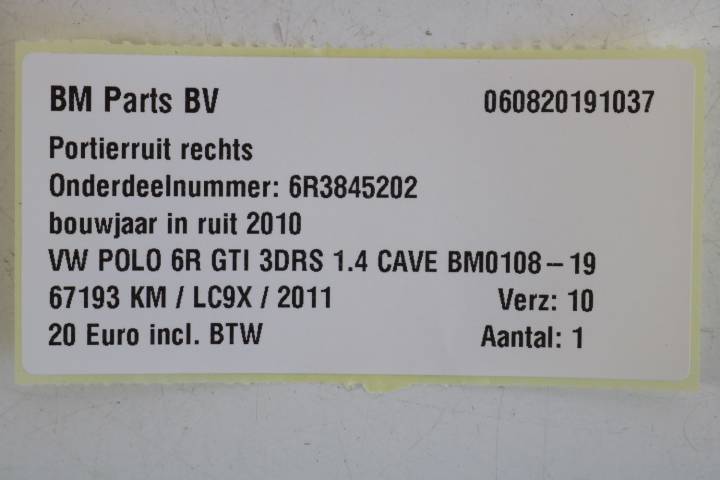 BM Parts BV 060820191037
Portierruit rechts
Onderdeelnummer: 6R3845202
bouwjaar in ruit 2010
VW POLO 6R GTI 3DRS 1.4 CAVE BM0108-19
67193 KM / LC9X / 2011 Verz: 10
20 Euro incl. BTW Aantal: 1